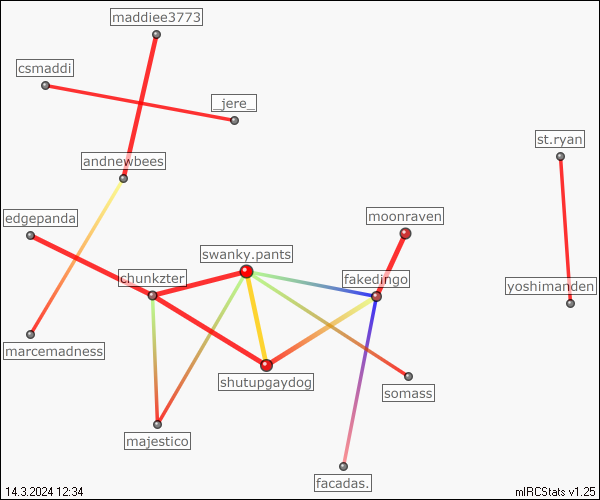 maddiee3773
csmaddi
_jere_
st.ryan
andnewbees
edgepanda
moonraven
swanky.pants
chunkzter
fakedingo
yoshimanden
marcemadness
shutupgaydog
somass
majestico
facadas.
14.3.2024 12:34
mIRCStats v1.25